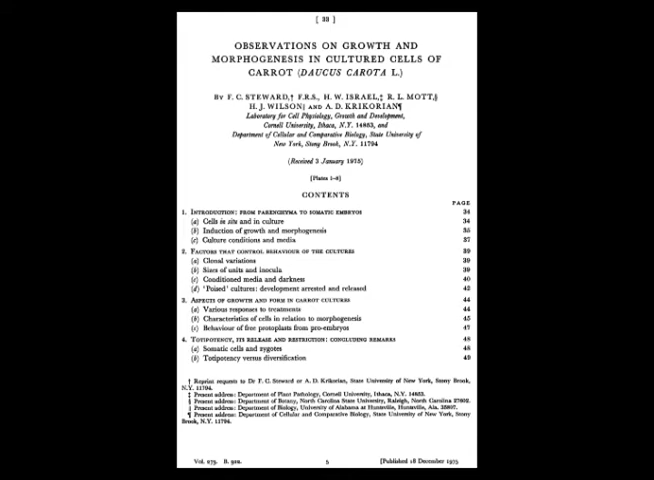 [ 33 ]
OBSERVATIONS ON GROWTH AND
MORPHOGENESIS IN CULTURED CELLS OF
CARROT (DAUCUS CAROTA L.)
By F. C. STEWARD,† F.R.S., H. W. ISRAEL,‡ R. L. MOTT,§
H. J. WILSON‖ AND A. D. KRIKORIAN¶
Laboratory for Cell Physiology, Growth and Development,
Cornell University, Ithaca, N.Y. 14853, and
Department of Cellular and Comparative Biology, State University of
New York, Stony Brook, N.Y. 11794
(Received 3 January 1975)
[Plates 1–8]
CONTENTS
PAGE
1. INTRODUCTION: FROM PARENCHYMA TO SOMATIC EMBRYOS 34
(a) Cells in situ and in culture 34
(b) Induction of growth and morphogenesis 35
(c) Culture conditions and media 37
2. FACTORS THAT CONTROL BEHAVIOUR OF THE CULTURES 39
(a) Clonal variations 39
(b) Sizes of units and inocula 39
(c) Conditioned media and darkness 40
(d) 'Poised' cultures: development arrested and released 42
3. ASPECTS OF GROWTH AND FORM IN CARROT CULTURES 44
(a) Various responses to treatments 44
(b) Characteristics of cells in relation to morphogenesis 45
(c) Behaviour of free protoplasts from pro-embryos 47
4. TOTIPOTENCY, ITS RELEASE AND RESTRICTION: CONCLUDING REMARKS 48
(a) Somatic cells and zygotes 48
(b) Totipotency versus diversification 49
† Reprint requests to Dr F. C. Steward or A. D. Krikorian, State University of New York, Stony Brook,
N.Y. 11794.
‡ Present address: Department of Plant Pathology, Cornell University, Ithaca, N.Y. 14853.
§ Present address: Department of Botany, North Carolina State University, Raleigh, North Carolina 27602.
‖ Present address: Department of Biology, University of Alabama at Huntsville, Huntsville, Ala. 35807.
¶ Present address: Department of Cellular and Comparative Biology, State University of New York, Stony
Brook, N.Y. 11794.
Vol. 273. B. 5 [Published 18 December 1975